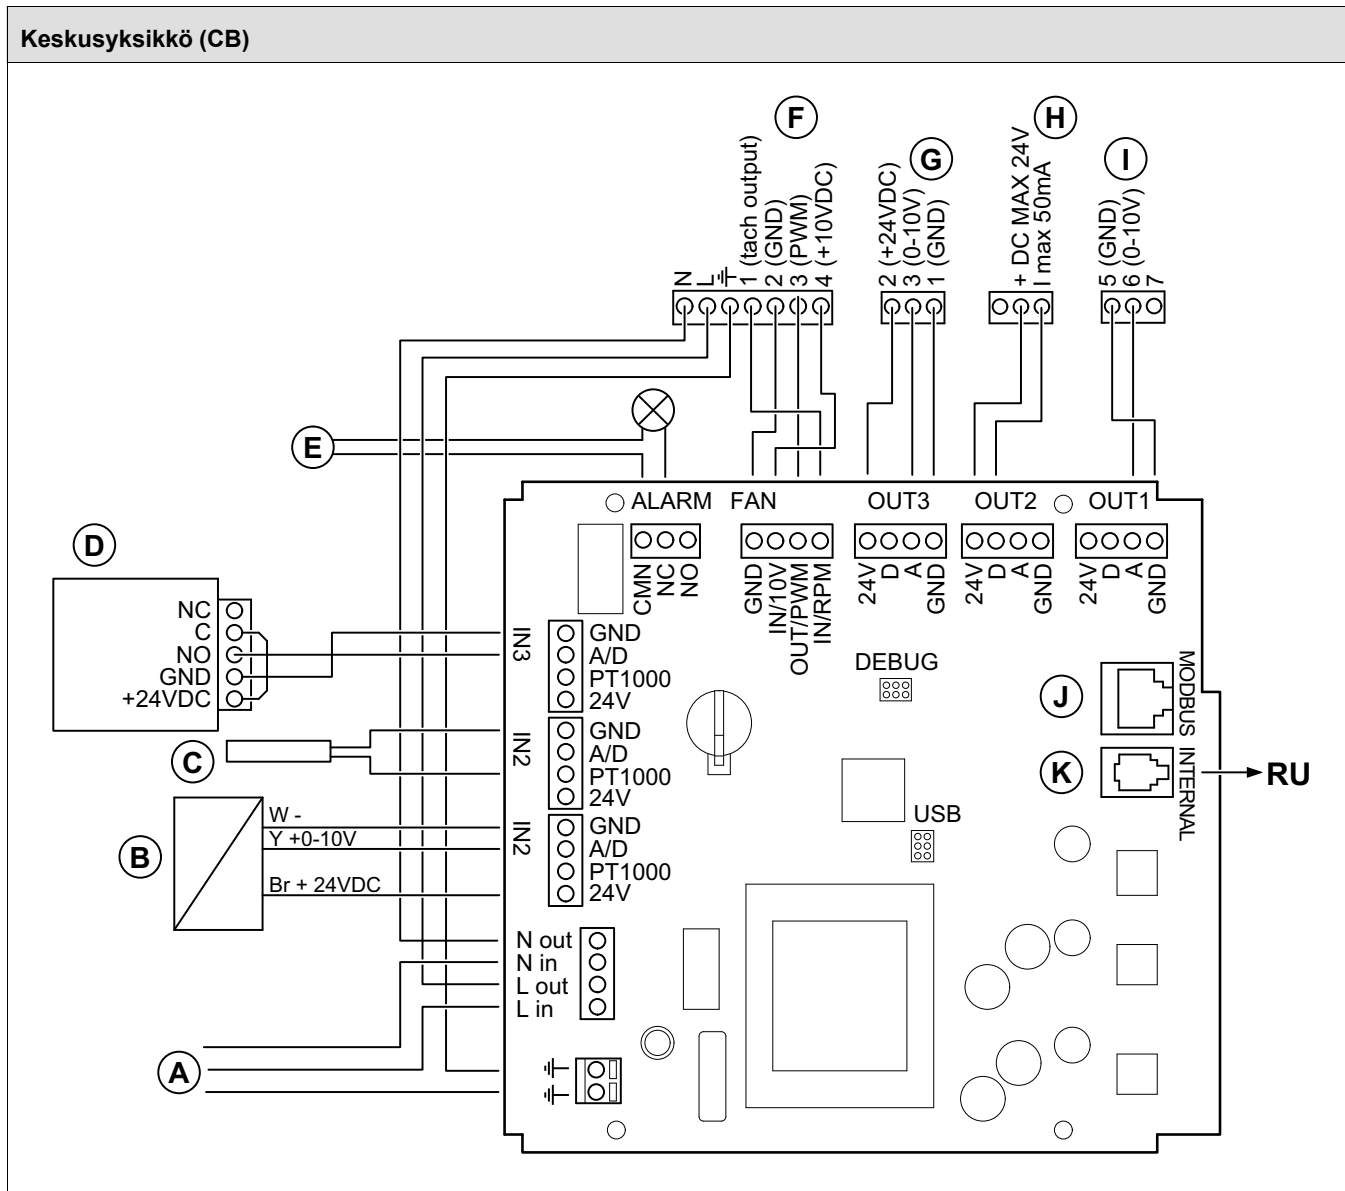 Keskusyksikkö (CB)
F
H
G
I
N
L
1 (tach output)
2 (GND)
3 (PWM)
4 (+10VDC)
2 (+24VDC)
3 (0-10V)
1 (GND)
+ DC MAX 24V
I max 50mA
5 (GND)
6 (0-10V)
7
E
ALARM
FAN
OUT3
OUT2
OUT1
CMN
NC
NO
GND
IN/10V
OUT/PWM
IN/RPM
24V
D
A
GND
24V
D
A
GND
24V
D
A
GND
D
NC
C
NO
GND
+24VDC
IN3
GND
A/D
PT1000
24V
DEBUG
J
MODBUS
C
IN2
GND
A/D
PT1000
24V
K
INTERNAL
RU
USB
B
W -
Y +0-10V
Br + 24VDC
IN2
GND
A/D
PT1000
24V
N out
N in
L out
L in
A